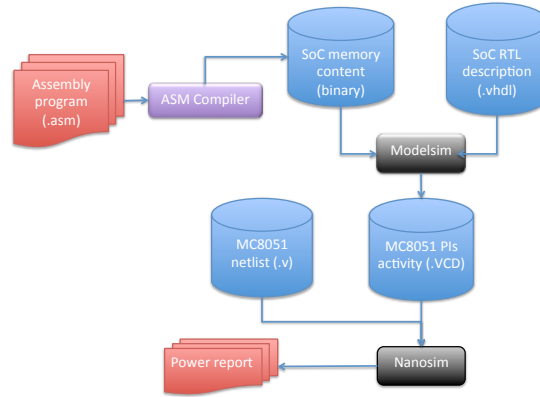 Assembly
program
(.asm)
ASM Compiler
SoC memory
content
(binary)
SoC RTL
description
(.vhdl)
Modelsim
MC8051
netlist (.v)
MC8051 PIs
activity (.VCD)
Power report
Nanosim